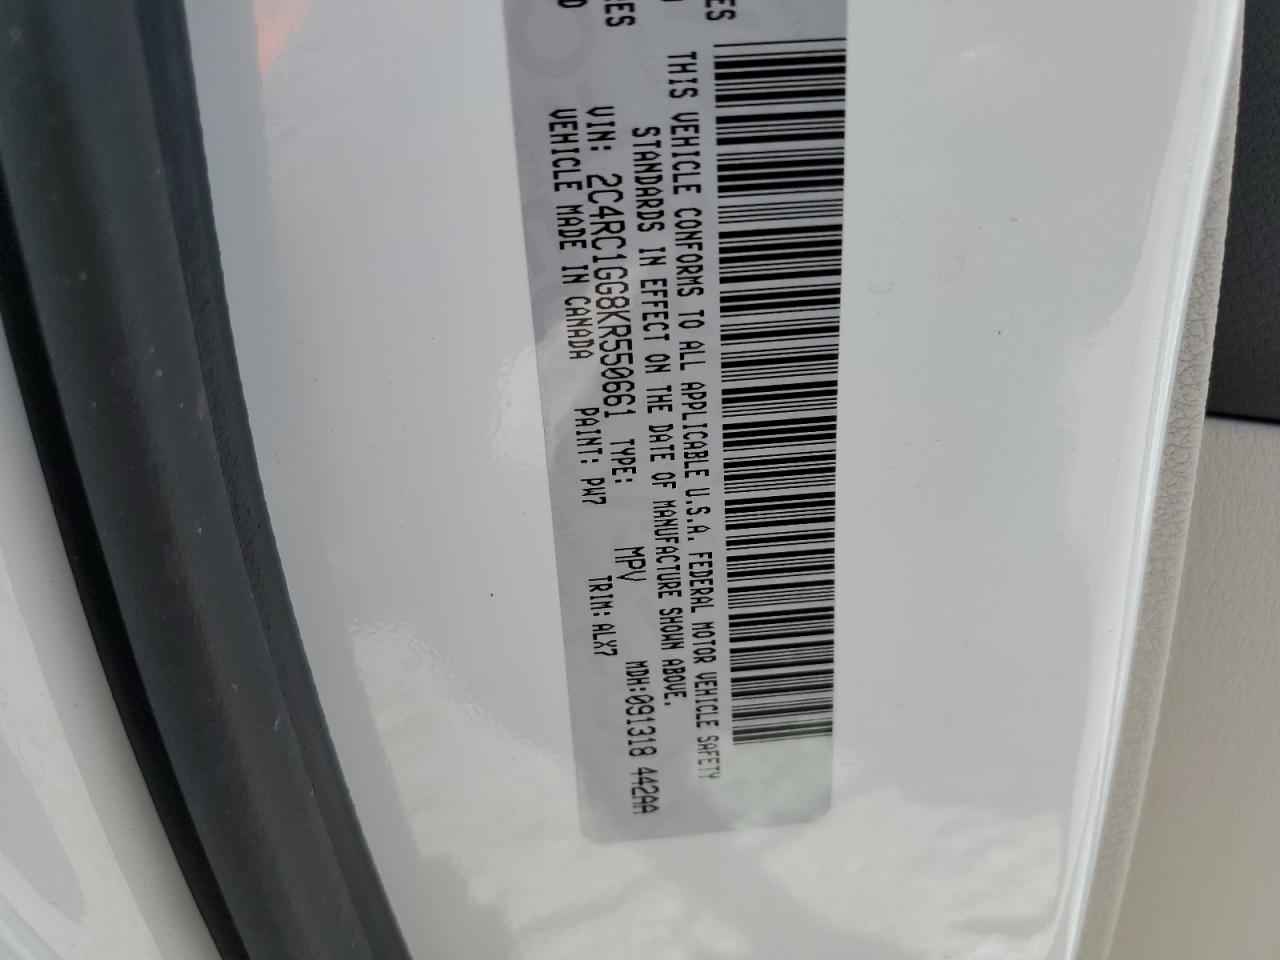 THIS VEHICLE CONFORMS TO ALL APPLICABLE U.S.A. FEDERAL MOTOR VEHICLE SAFETY
STANDARDS IN EFFECT ON THE DATE OF MANUFACTURE SHOWN ABOVE.
MDH:091318 442AA
VIN: 2C4RC1GG8KR550661 TYPE: MPV
VEHICLE MADE IN CANADA PAINT: PW7 TRIM:ALX7